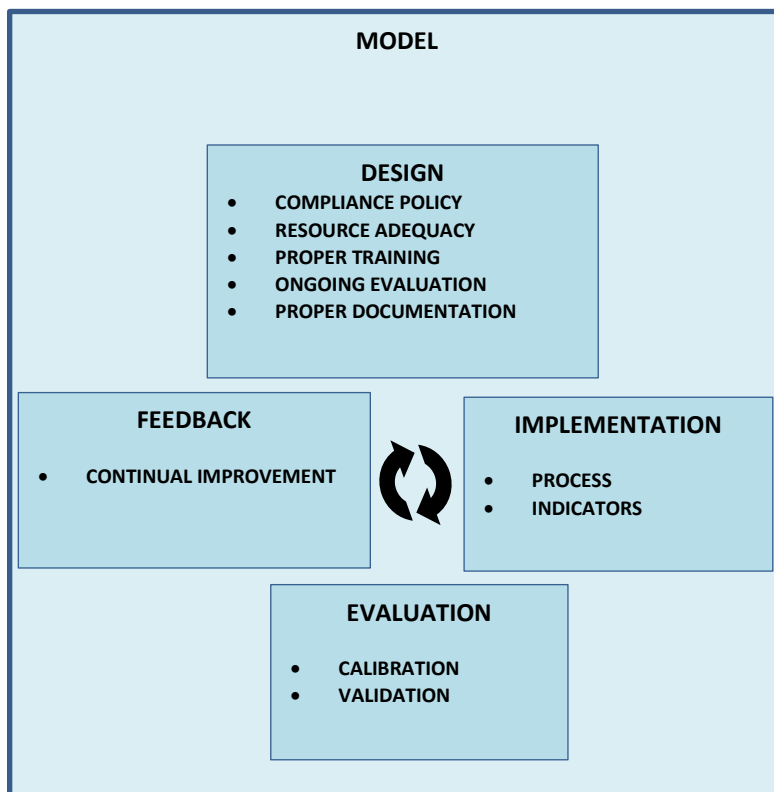 MODEL
DESIGN
• COMPLIANCE POLICY
• RESOURCE ADEQUACY
• PROPER TRAINING
• ONGOING EVALUATION
• PROPER DOCUMENTATION
FEEDBACK
• CONTINUAL IMPROVEMENT
IMPLEMENTATION
• PROCESS
• INDICATORS
EVALUATION
• CALIBRATION
• VALIDATION